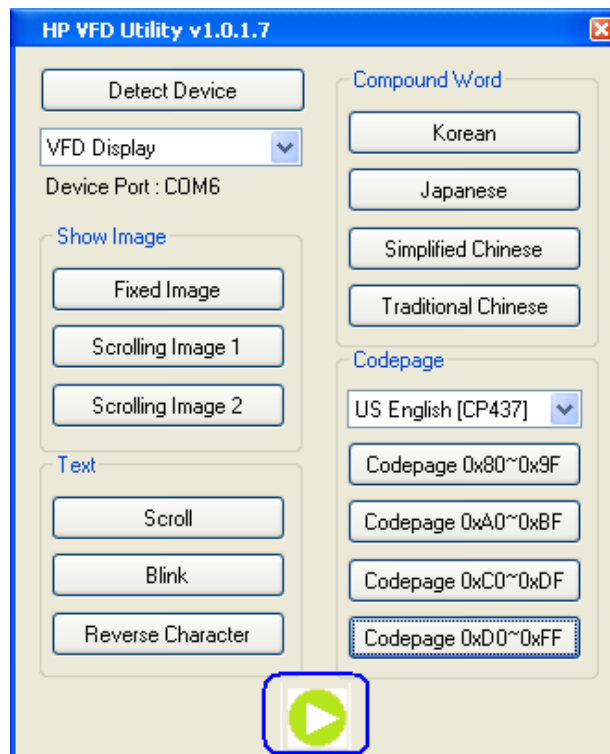 HP VFD Utility v1.0.1.7
Detect Device
VFD Display
Device Port : COM6
Show Image
Fixed Image
Scrolling Image 1
Scrolling Image 2
Text
Scroll
Blink
Reverse Character
Compound Word
Korean
Japanese
Simplified Chinese
Traditional Chinese
Codepage
US English [CP437]
Codepage 0x80~0x9F
Codepage 0xA0~0xBF
Codepage 0xC0~0xDF
Codepage 0xD0~0xFF